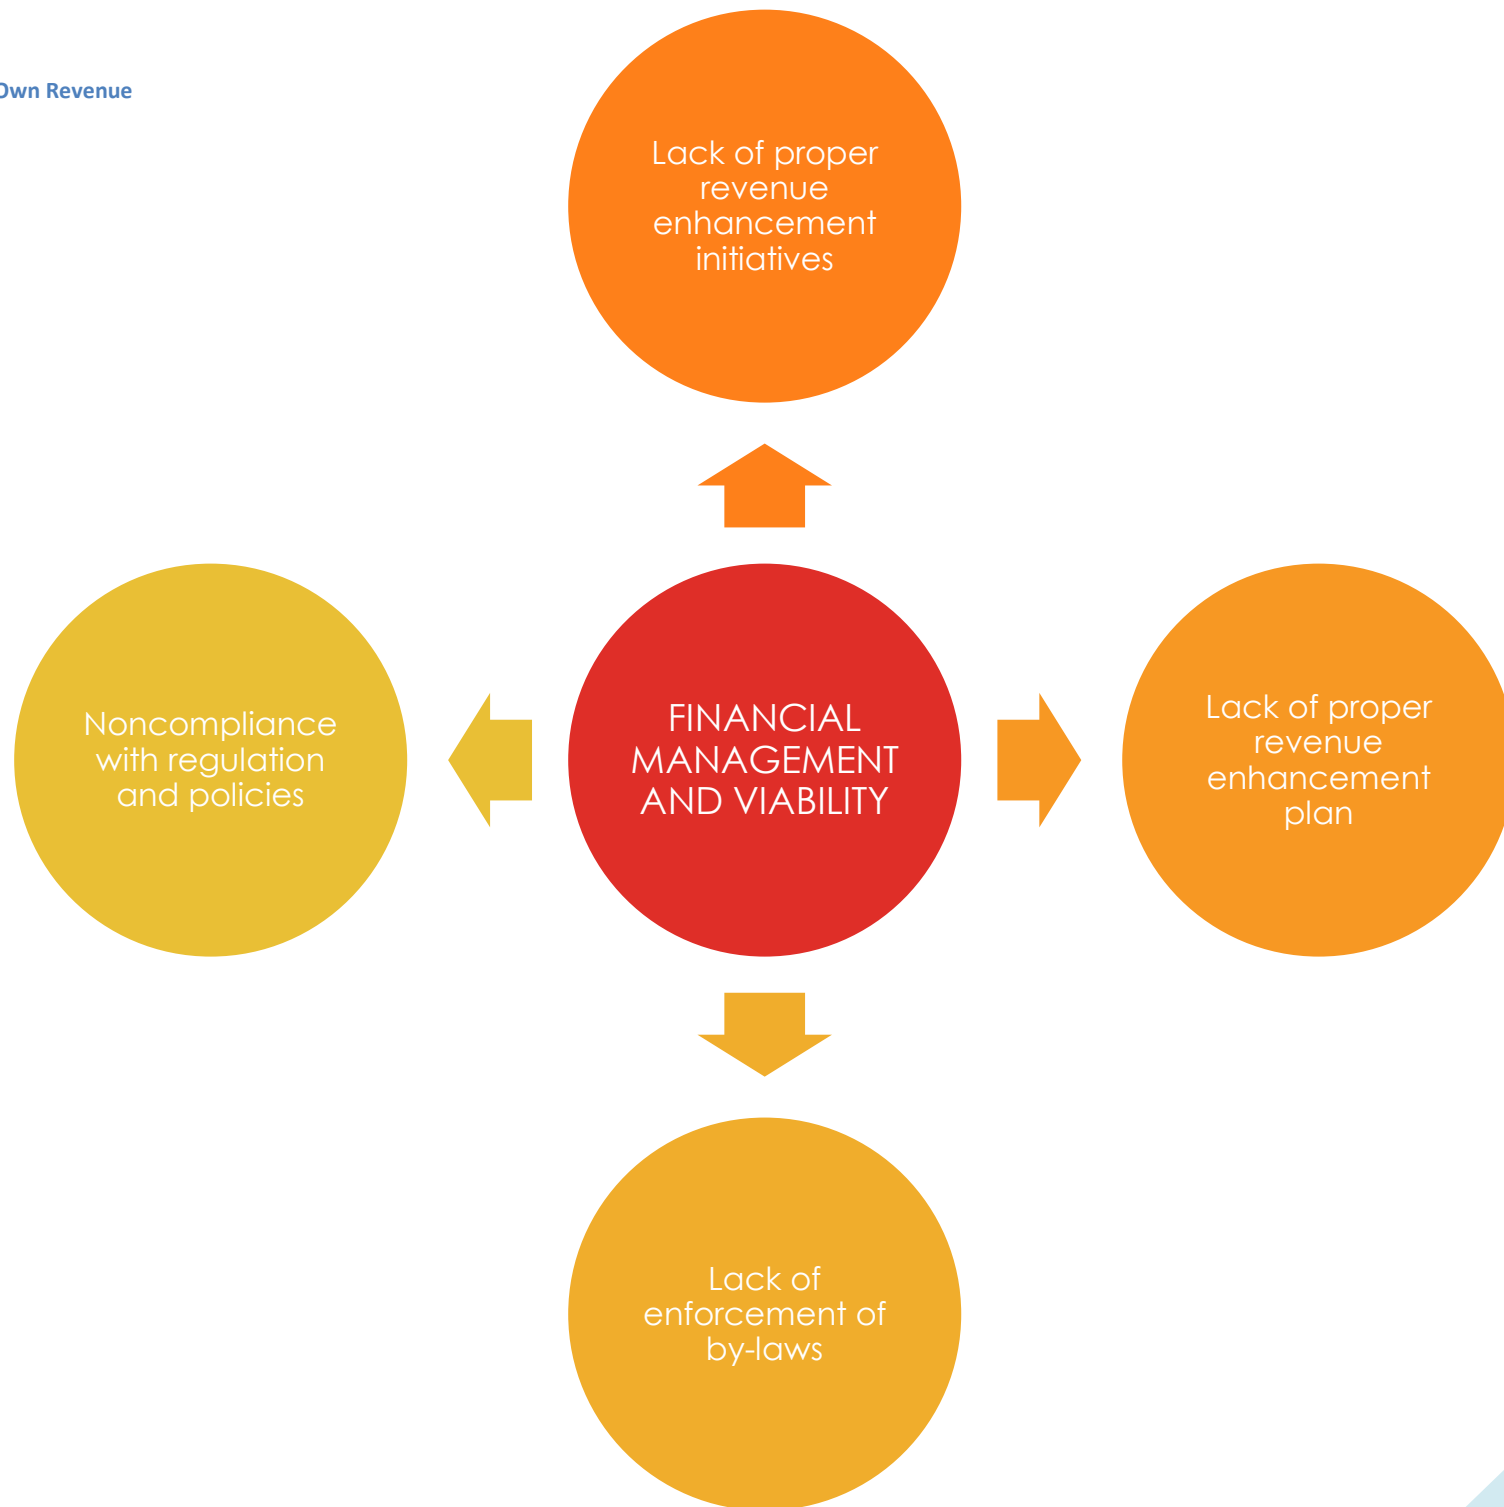 Own Revenue
Lack of proper
revenue
enhancement
initiatives
Noncompliance
with regulation
and policies
FINANCIAL
MANAGEMENT
AND VIABILITY
Lack of proper
revenue
enhancement
plan
Lack of
enforcement of
by-laws